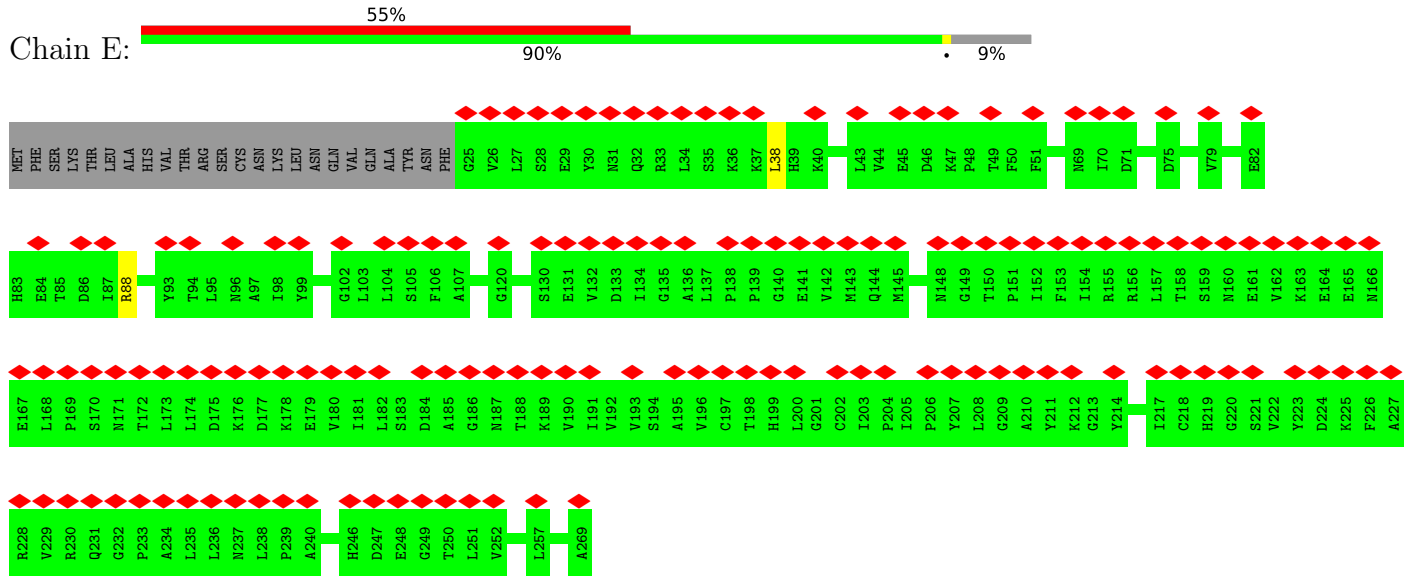 55%
Chain E:
90% • 9%
MET PHE SER LYS THR LEU ALA HIS VAL THR ARG SER CYS ASN LYS LEU ASN GLN VAL GLN ALA TYR ASN PHE G25 V26 L27 S28 E29 Y30 N31 Q32 R33 L34 S35 K36 K37 L38 H39 K40 L43 V44 E45 D46 K47 P48 T49 F50 F51 N69 I70 D71 D75 V79 E82
H83 E84 T85 D86 I87 R88 Y93 T94 L95 N96 A97 I98 Y99 G102 L103 L104 S105 F106 A107 G120 S130 E131 V132 D133 I134 G135 A136 L137 P138 P139 G140 E141 V142 M143 Q144 M145 N148 G149 T150 P151 I152 F153 I154 R155 R156 L157 T158 S159 N160 E161 V162 K163 E164 E165 N166
E167 L168 P169 S170 N171 T172 L173 L174 D175 K176 D177 K178 E179 V180 I181 L182 S183 D184 A185 G186 N187 T188 K189 V190 I191 V192 V193 S194 A195 V196 C197 T198 H199 L200 G201 C202 I203 P204 I205 P206 Y207 L208 G209 A210 Y211 K212 G213 Y214 I217 C218 H219 G220 S221 V222 Y223 D224 K225 F226 A227
R228 V229 R230 Q231 G232 P233 A234 L235 L236 N237 L238 P239 A240 H246 D247 E248 G249 T250 L251 V252 L257 A269